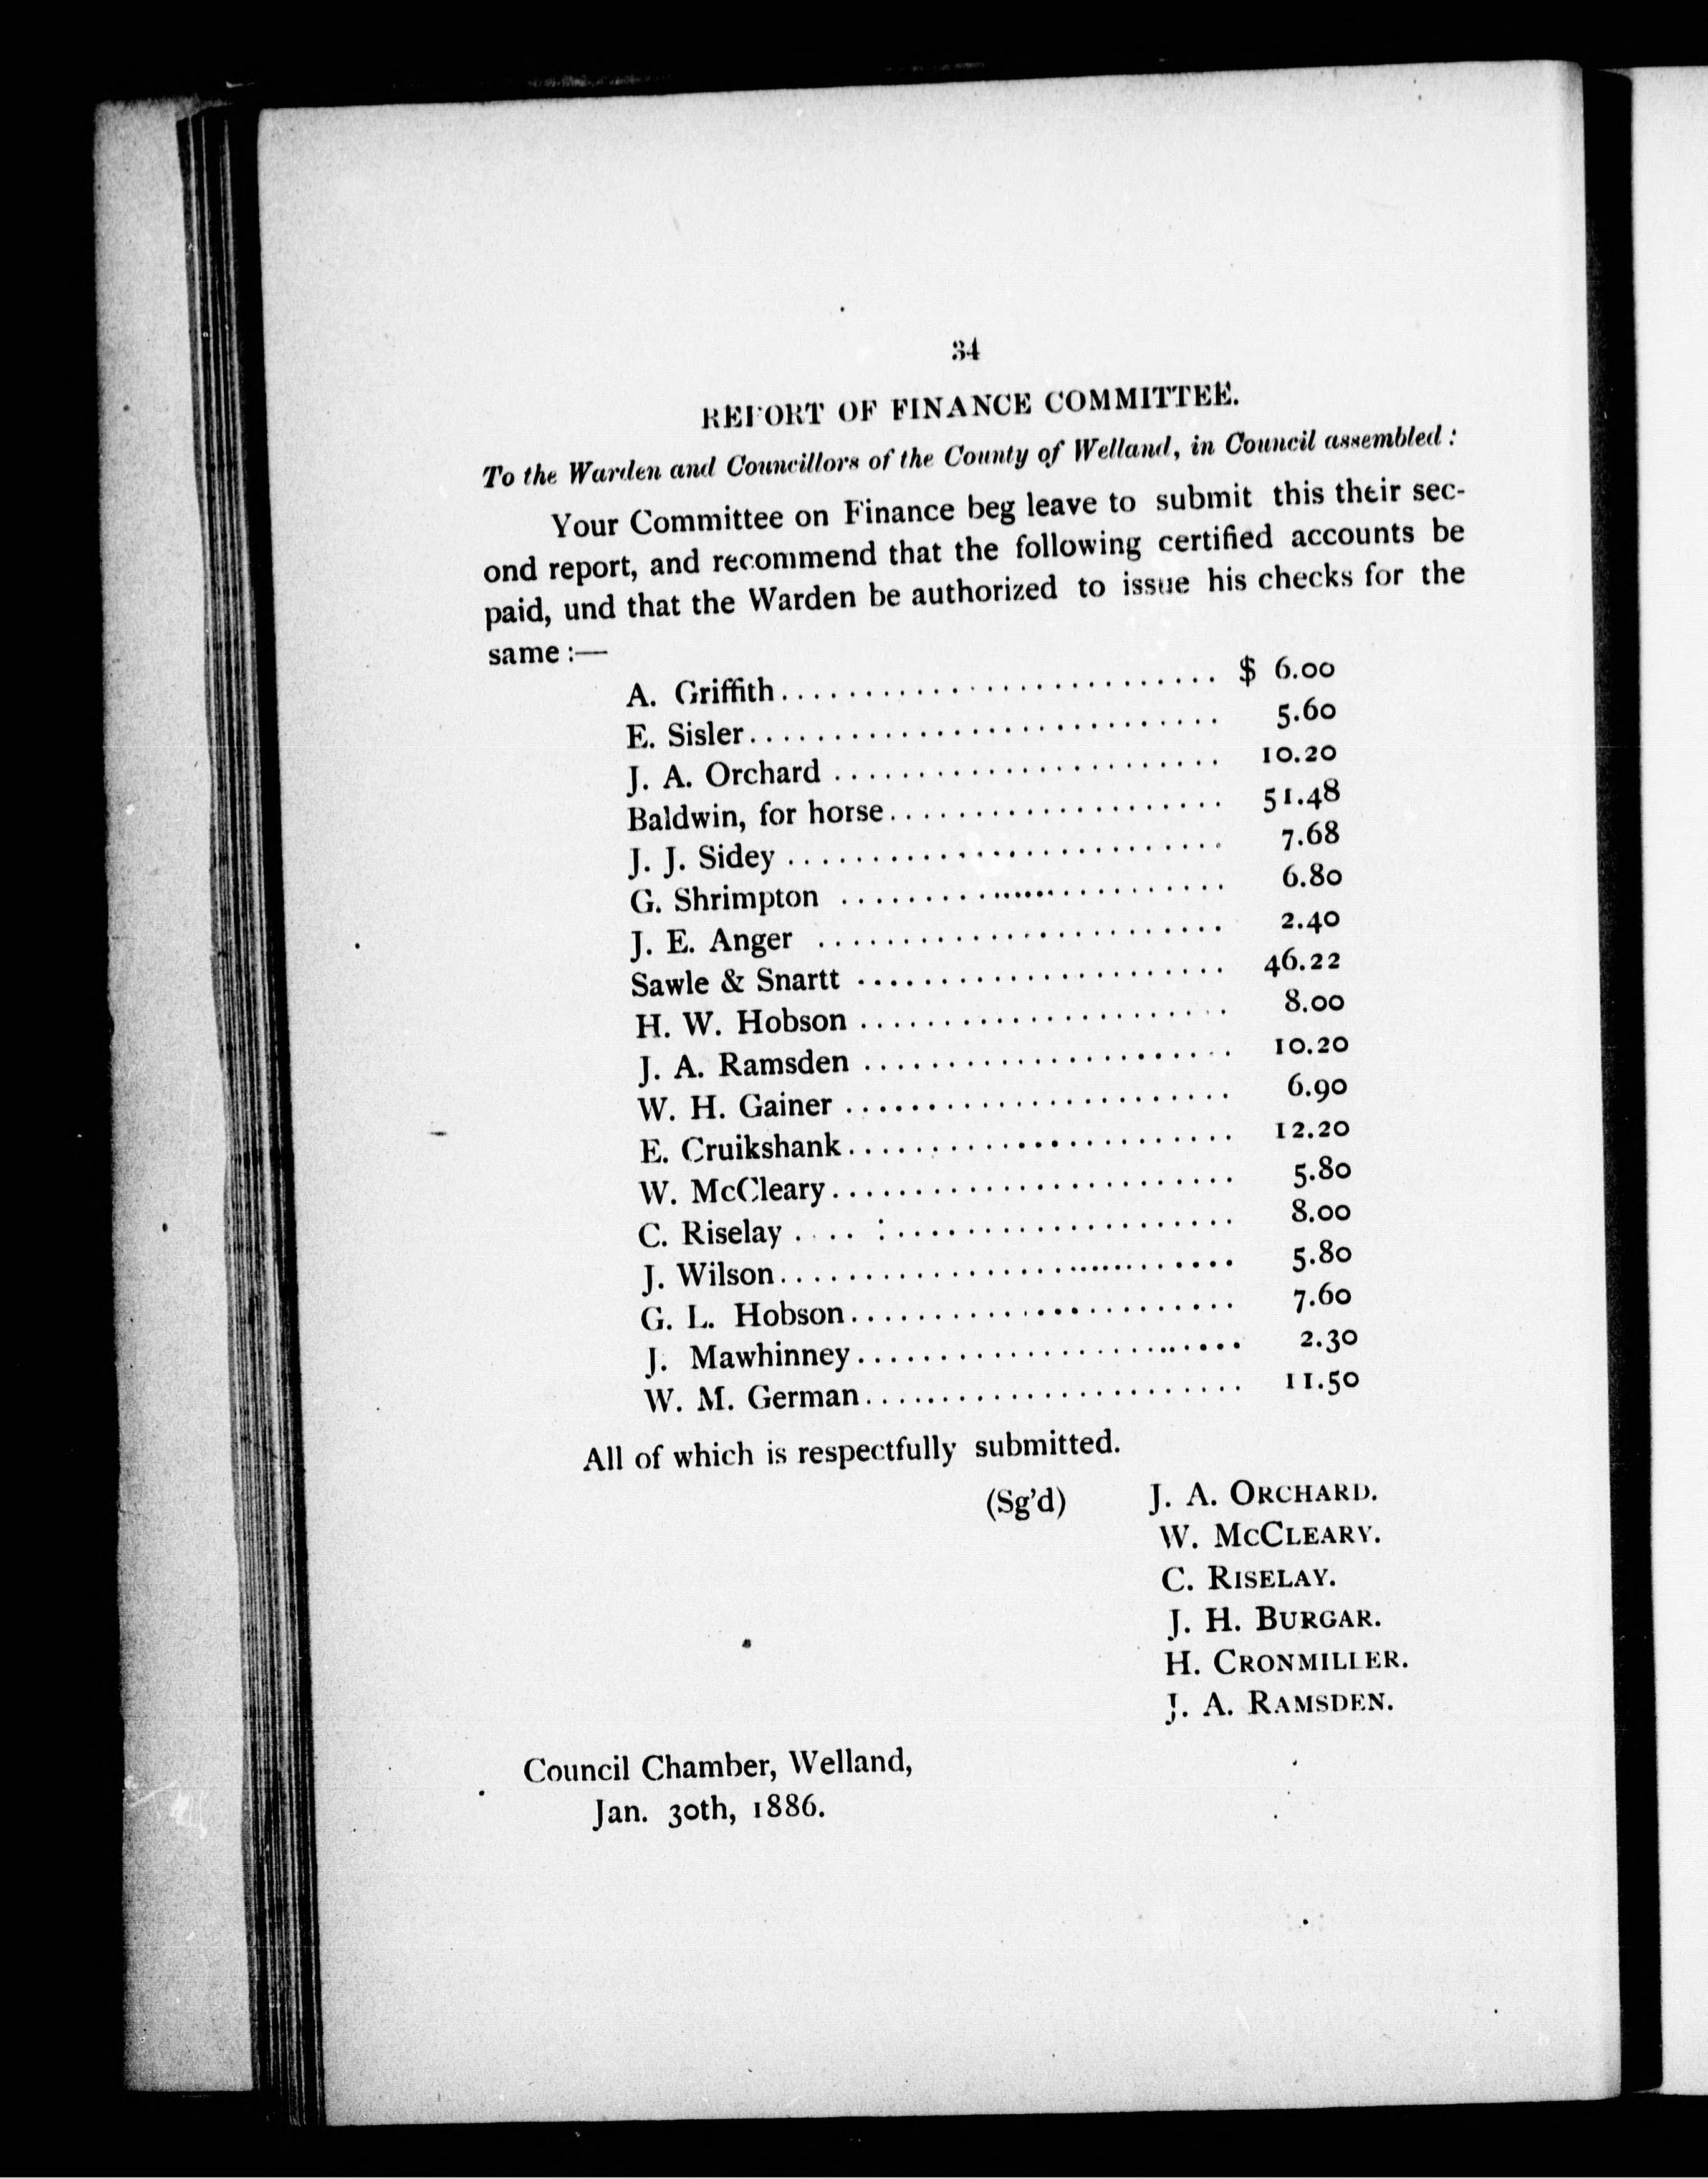 34
REPORT OF FINANCE COMMITTEE.
To the Warden and Councillors of the County of Welland, in Council assembled :
Your Committee on Finance beg leave to submit this their sec-
ond report, and recommend that the following certified accounts be
paid, und that the Warden be authorized to issue his checks for the
same :—
A. Griffith.......................... $ 6.00
E. Sisler............................ 5.60
J. A. Orchard ....................... 10.20
Baldwin, for horse.................... 51.48
J. J. Sidey .......................... 7.68
G. Shrimpton ........................ 6.80
J. E. Anger ........................ 2.40
Sawle & Snartt ...................... 46.22
H. W. Hobson ...................... 8.00
J. A. Ramsden ...................... 10.20
W. H. Gainer ....................... 6.90
E. Cruikshank....................... 12.20
W. McCleary........................ 5.80
C. Riselay .... :..................... 8.00
J. Wilson........................... 5.80
G. L. Hobson....................... 7.60
J. Mawhinney....................... 2.30
W. M. German....................... 11.50
All of which is respectfully submitted.
(Sg'd) J. A. ORCHARD.
W. MCCLEARY.
C. RISELAY.
J. H. BURGAR.
H. CRONMILLER.
J. A. RAMSDEN.
Council Chamber, Welland,
Jan. 30th, 1886.